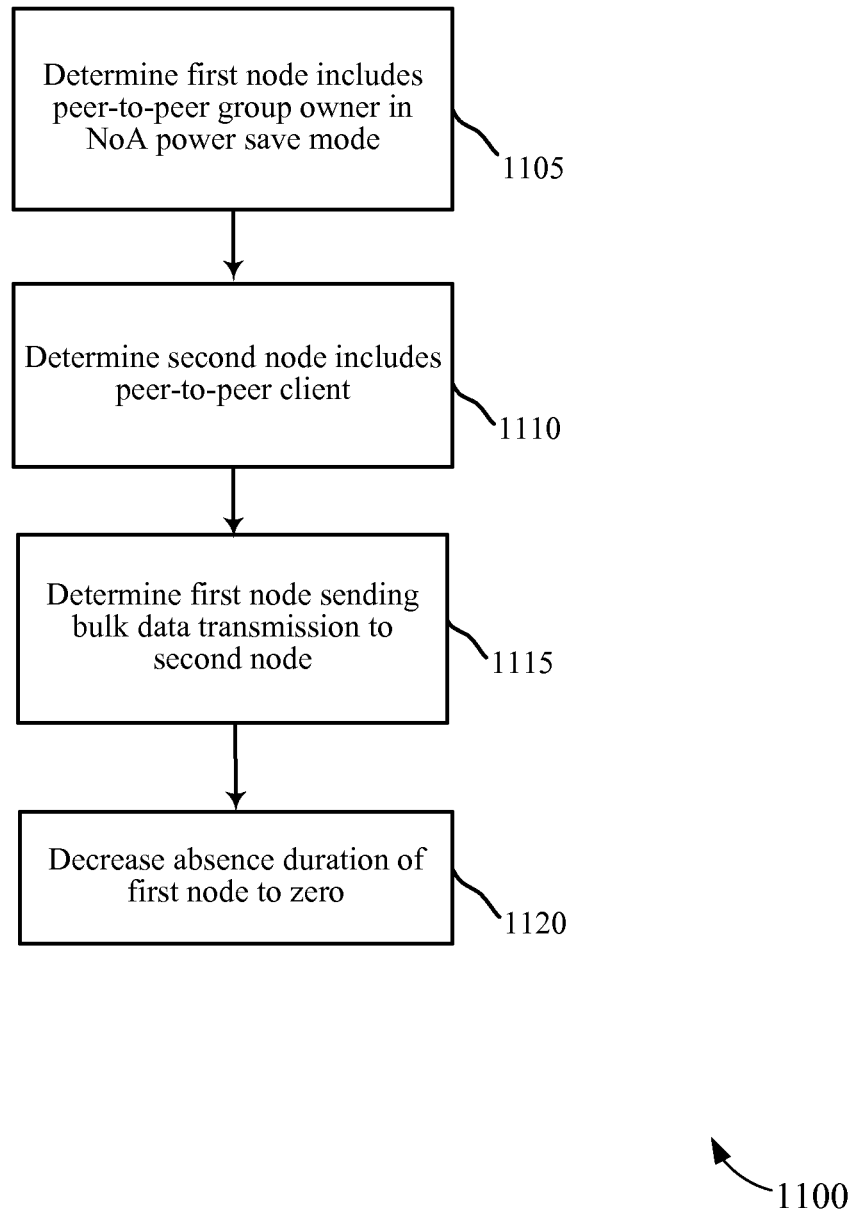 Determine first node includes
peer-to-peer group owner in
NoA power save mode
1105
Determine second node includes
peer-to-peer client
1110
Determine first node sending
bulk data transmission to
second node
1115
Decrease absence duration of
first node to zero
1120
1100